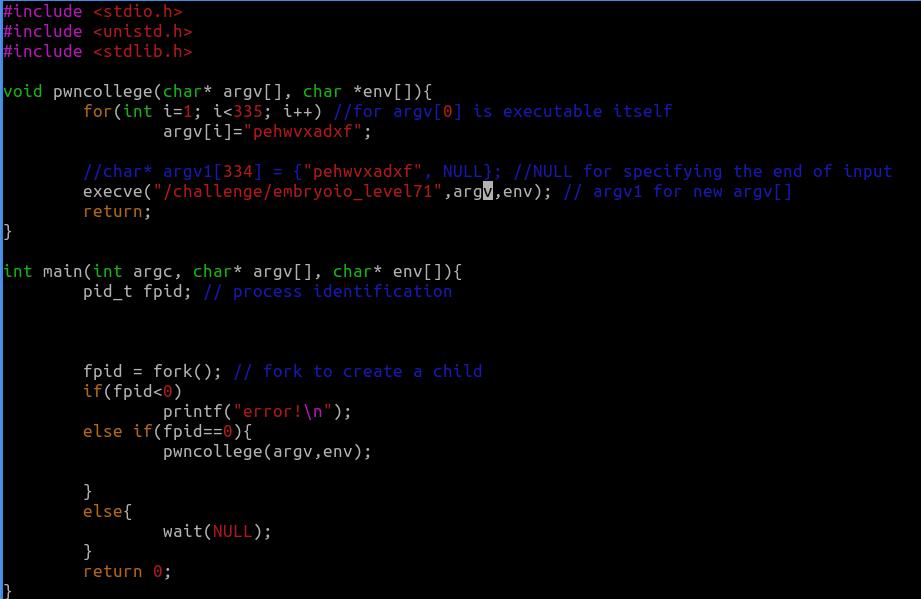 #include <stdio.h>
#include <unistd.h>
#include <stdlib.h>
void pwncollege(char* argv[], char *env[]){
for(int i=1; i<335; i++) //for argv[0] is executable itself
argv[i]="pehwvxadxf";
//char* argv1[334] = {"pehwvxadxf", NULL}; //NULL for specifying the end of input
execve("/challenge/embryoio_level71",argv,env); // argv1 for new argv[]
return;
}
int main(int argc, char* argv[], char* env[]){
pid_t fpid; // process identification
fpid = fork(); // fork to create a child
if(fpid<0)
printf("error!\n");
else if(fpid==0){
pwncollege(argv,env);
}
else{
wait(NULL);
}
return 0;
}